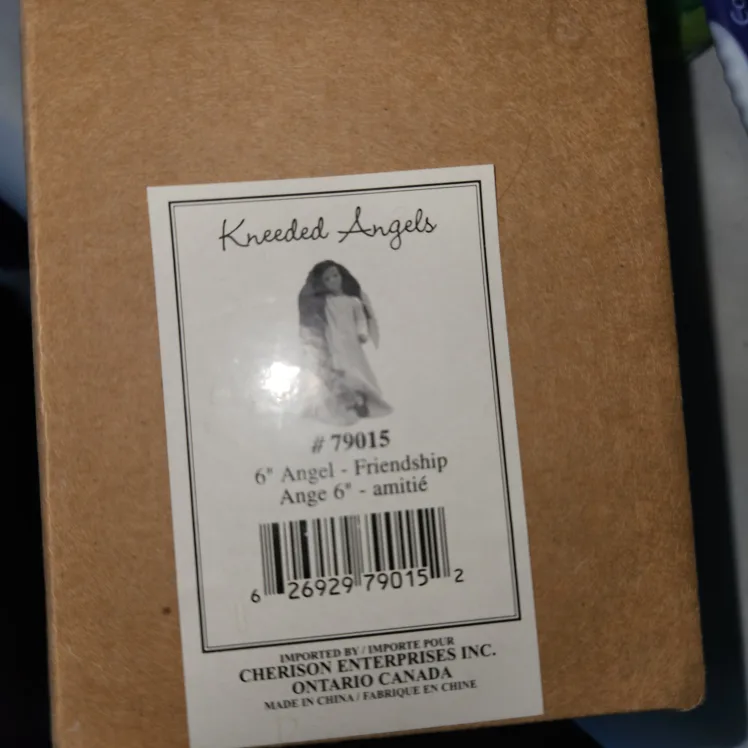 Kneeded Angels
# 79015
6" Angel - Friendship
Ange 6" - amitié
6 26929 79015 2
IMPORTED BY / IMPORTE POUR
CHERISON ENTERPRISES INC.
ONTARIO CANADA
MADE IN CHINA / FABRIQUE EN CHINE